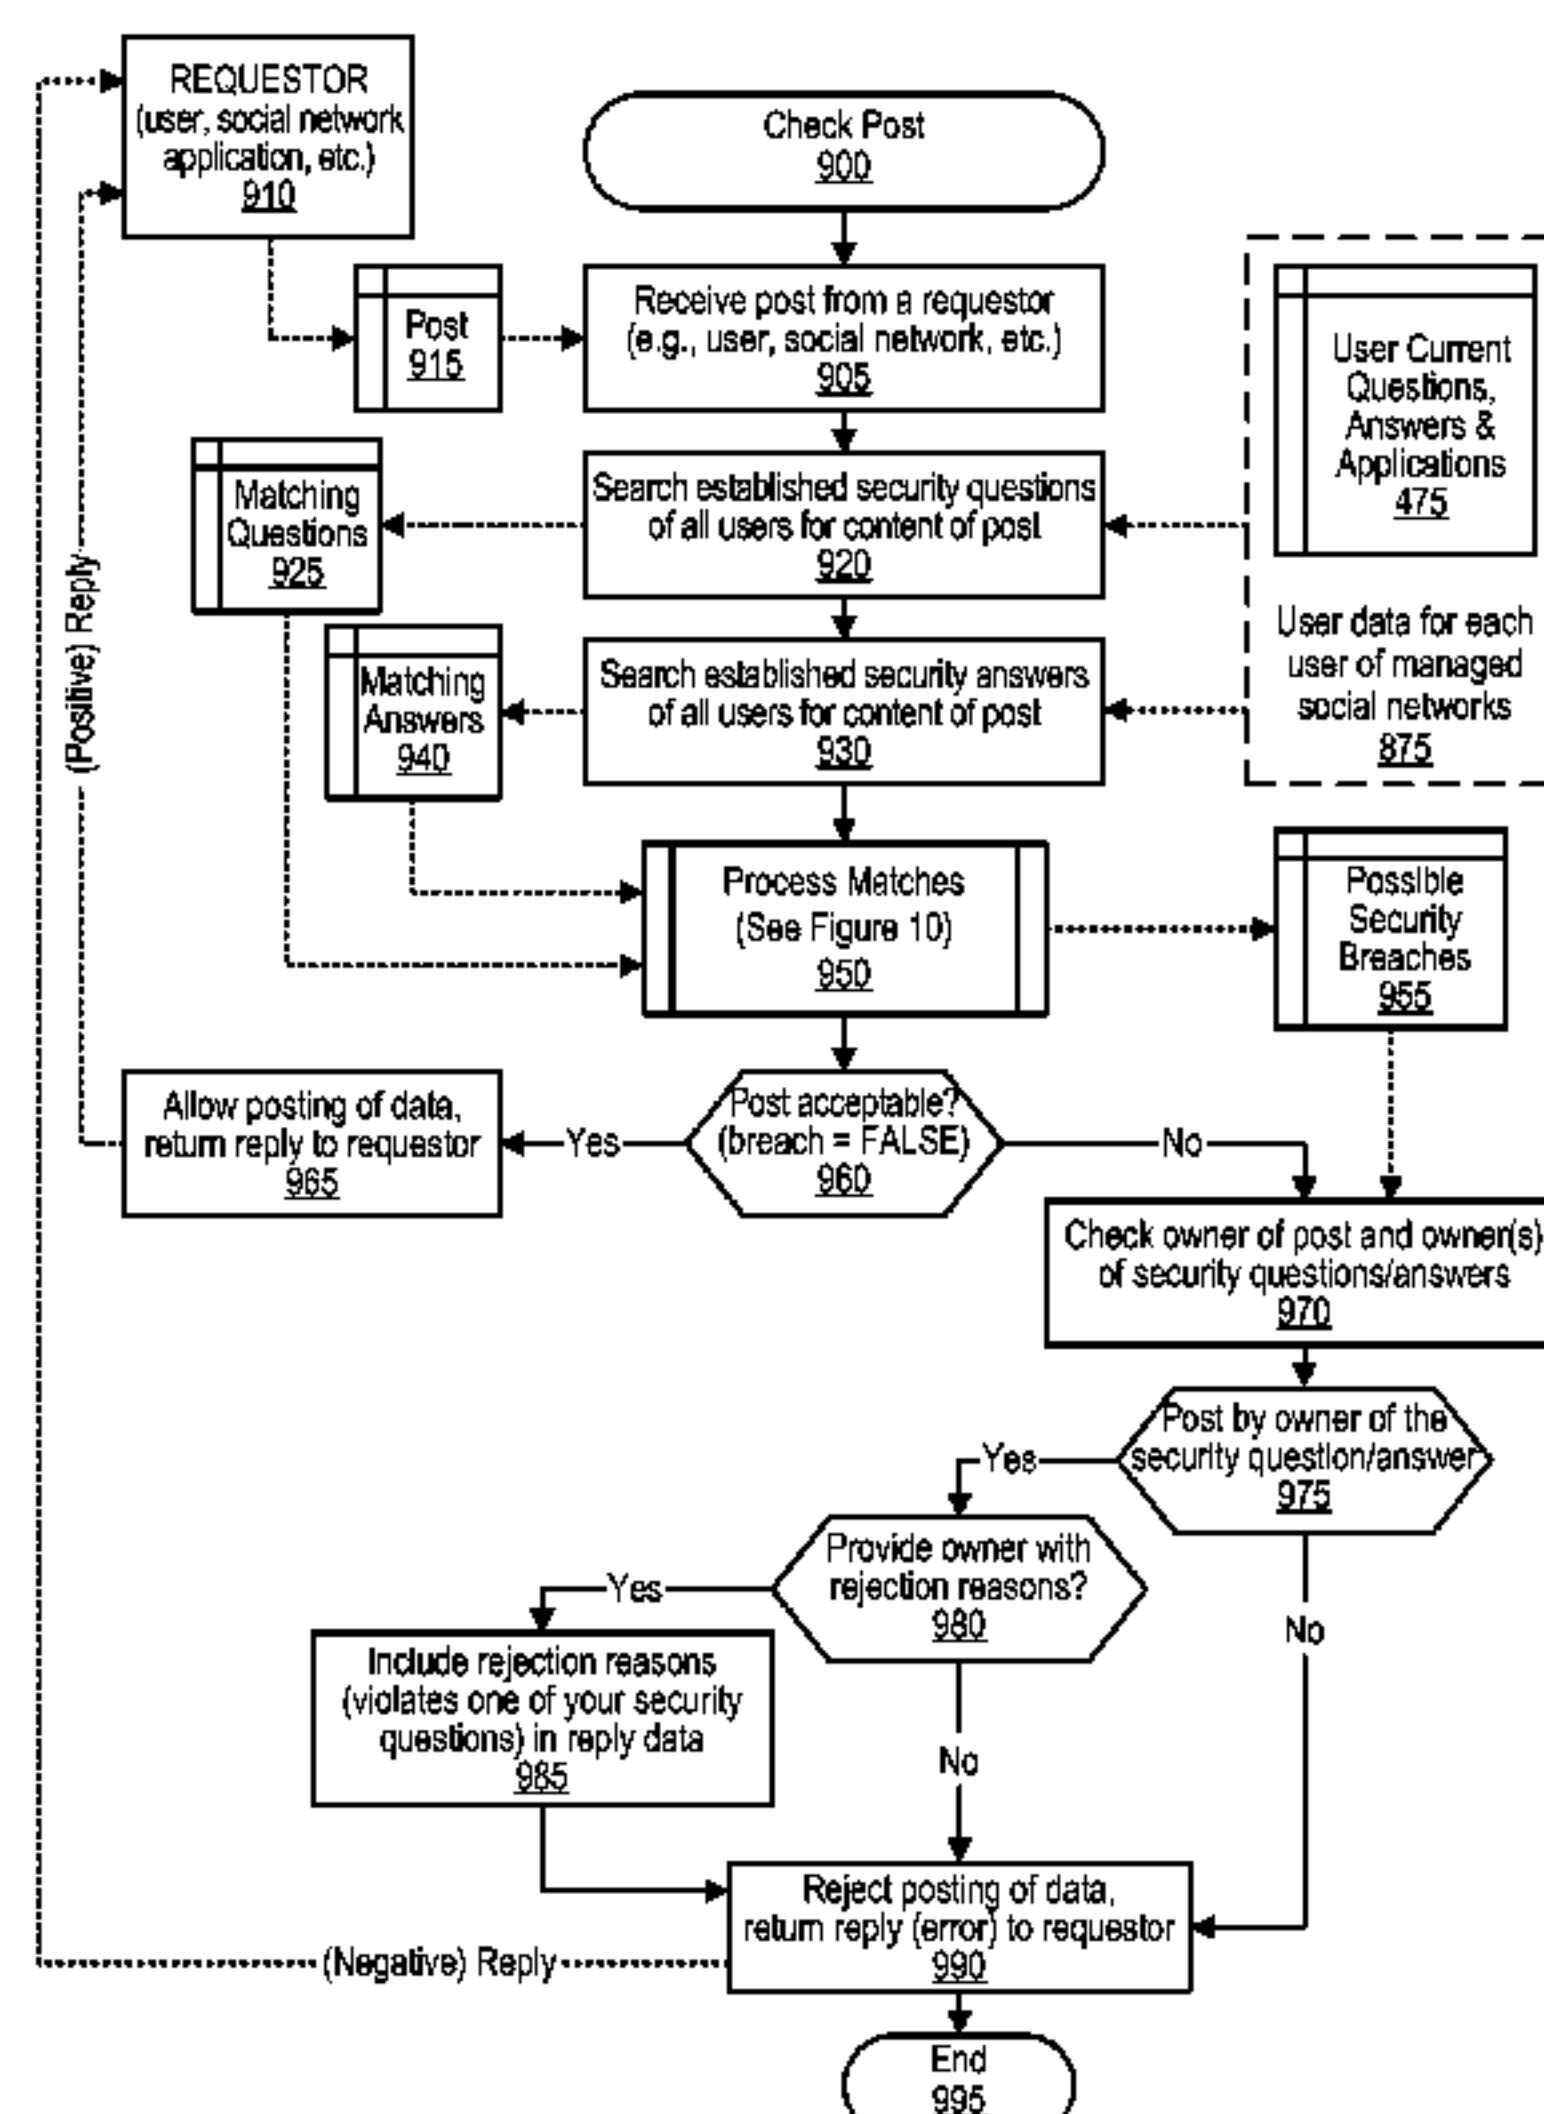 REQUESTOR
(user, social network
application, etc.)
910
Check Post
900
Post
915
Receive post from a requestor
(e.g., user, social network, etc.)
905
User Current
Questions,
Answers &
Applications
475
Matching
Questions
925
Search established security questions
of all users for content of post
920
User data for each
user of managed
social networks
875
(Positive) Reply
Matching
Answers
940
Search established security answers
of all users for content of post
930
Process Matches
(See Figure 10)
950
Possible
Security
Breaches
955
Allow posting of data,
return reply to requestor
965
Yes
Post acceptable?
(breach = FALSE)
960
No
Check owner of post and owner(s)
of security questions/answers
970
Post by owner of the
security question/answer
975
Yes
Provide owner with
rejection reasons?
980
Yes
No
Include rejection reasons
(violates one of your security
questions) in reply data
985
No
Reject posting of data,
return reply (error) to requestor
990
(Negative) Reply
End
995